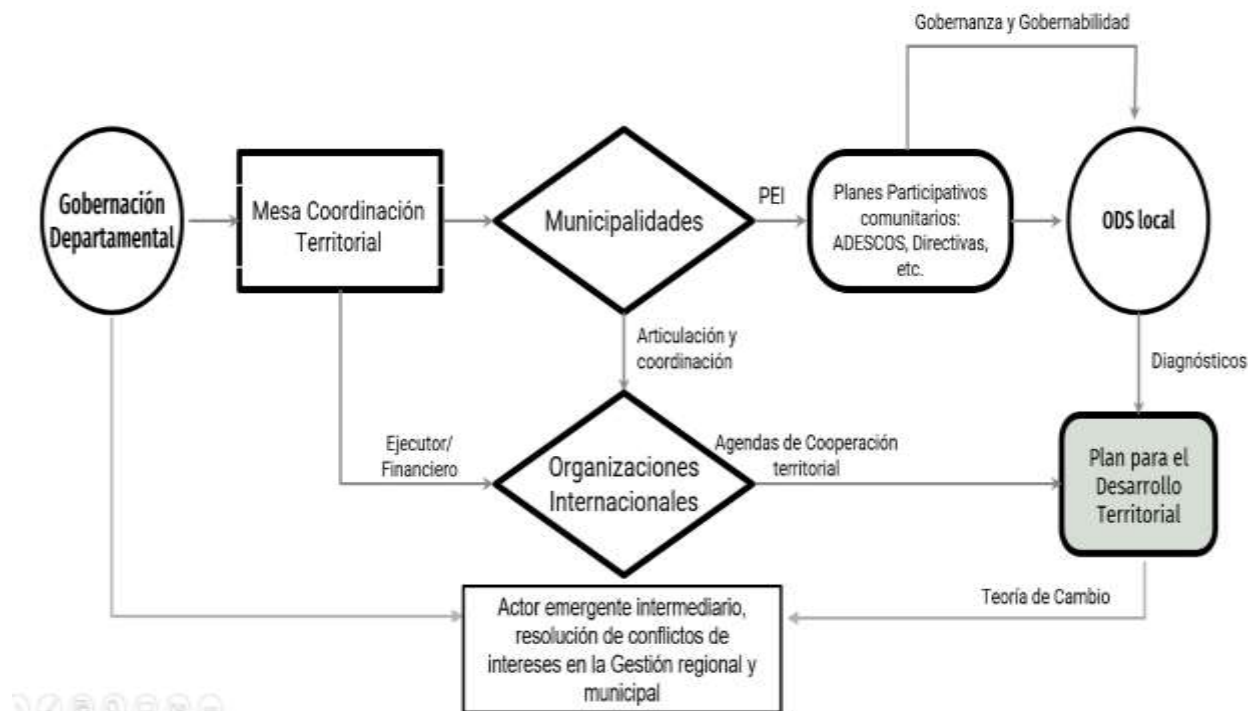 Gobernanza y Gobernabilidad
Gobernación
Departamental
Mesa Coordinación
Territorial
Municipalidades
PEI
Planes Participativos
comunitarios:
ADESCOS, Directivas,
etc.
ODS local
Articulación y
coordinación
Diagnósticos
Ejecutor/
Financiero
Organizaciones
Internacionales
Agendas de Cooperación
territorial
Plan para el
Desarrollo
Territorial
Teoría de Cambio
Actor emergente intermediario,
resolución de conflictos de
intereses en la Gestión regional y
municipal